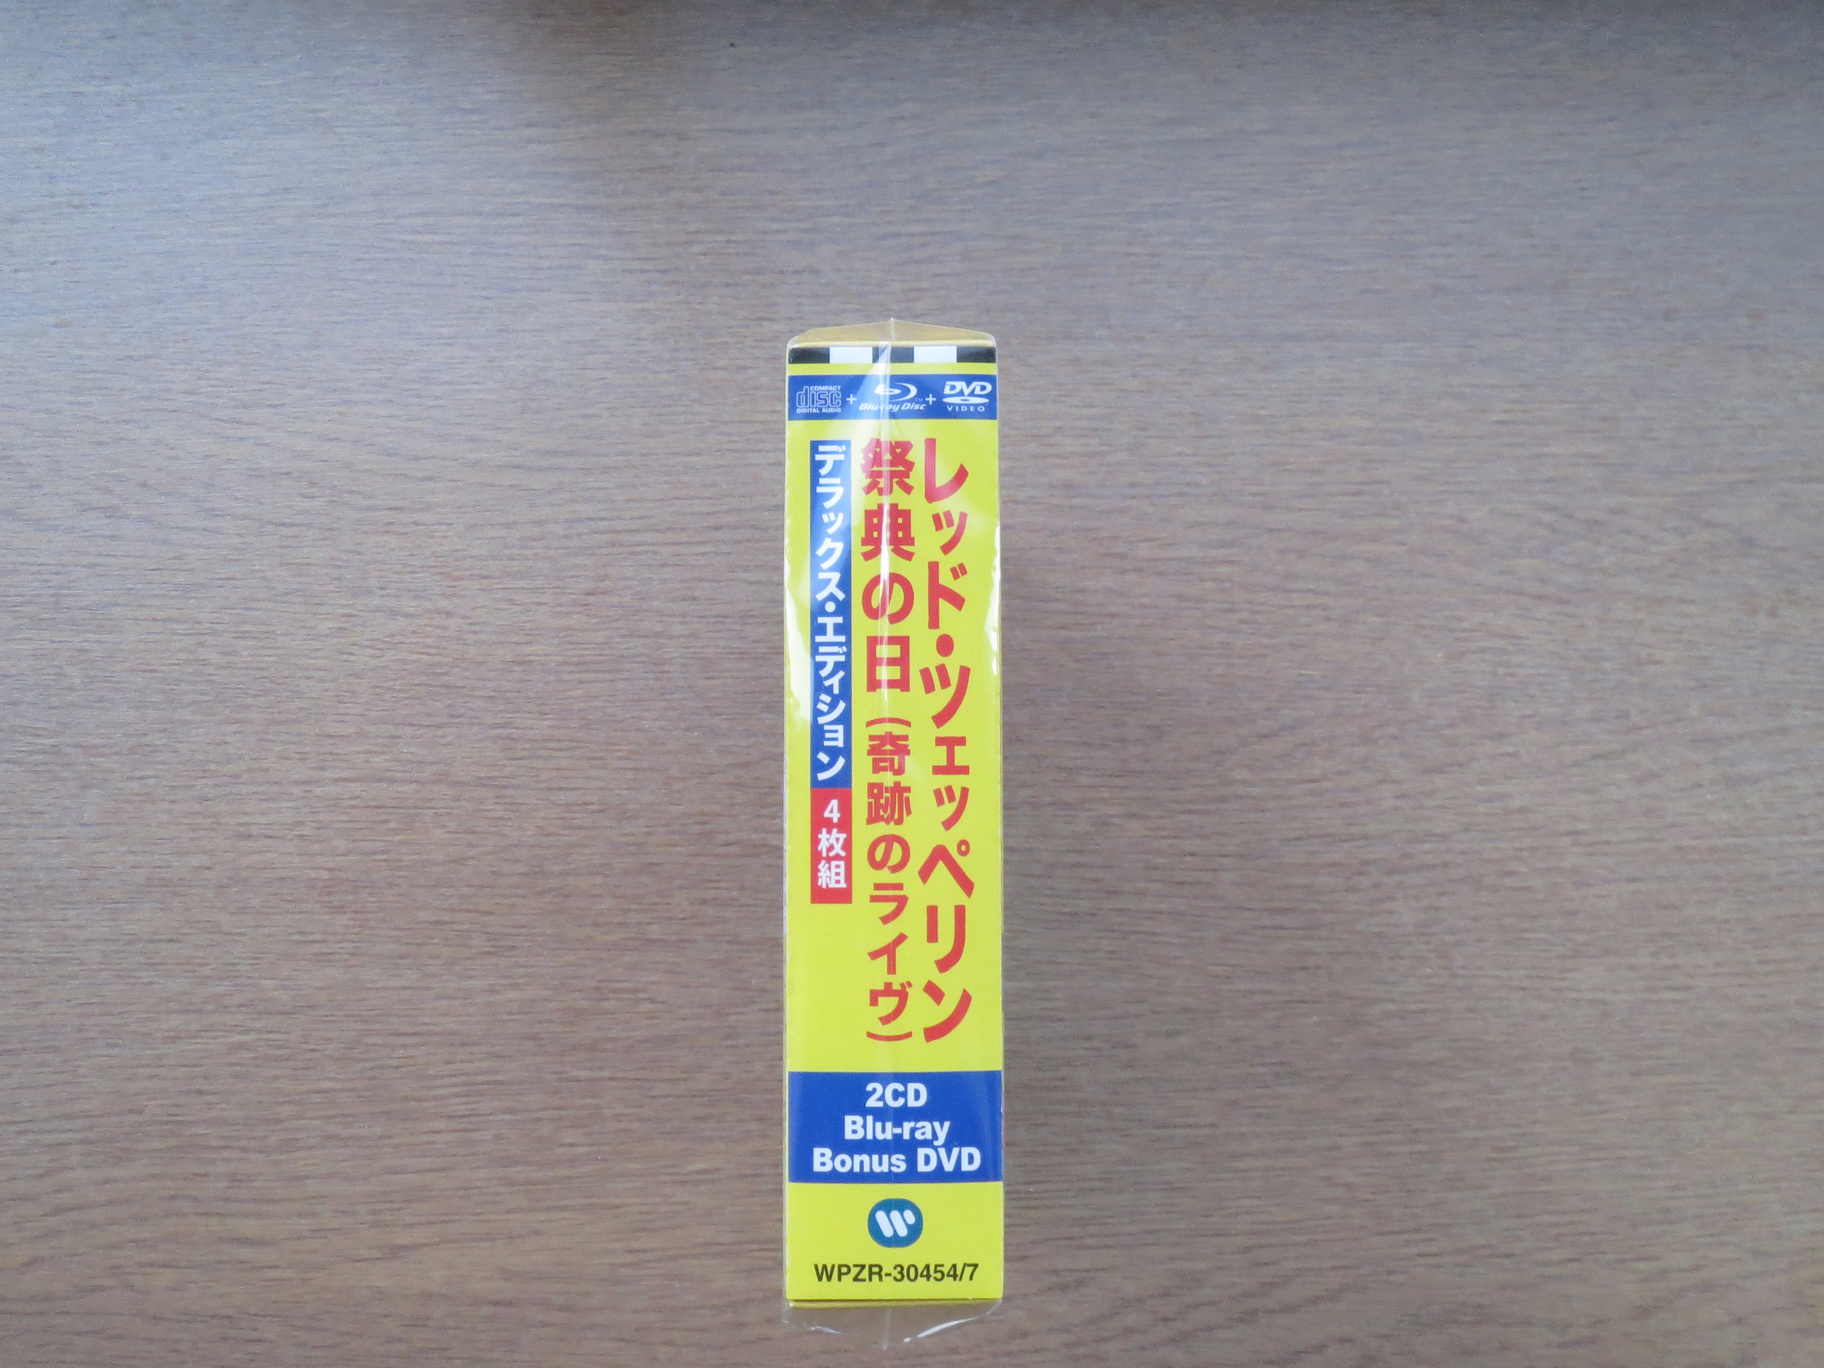 COMPACT disc DIGITAL AUDIO + Blu-ray Disc™ + DVD VIDEO
レッド・ツェッペリン
祭典の日(奇跡のライヴ)
デラックス・エディション 4枚組
2CD
Blu-ray
Bonus DVD
WPZR-30454/7